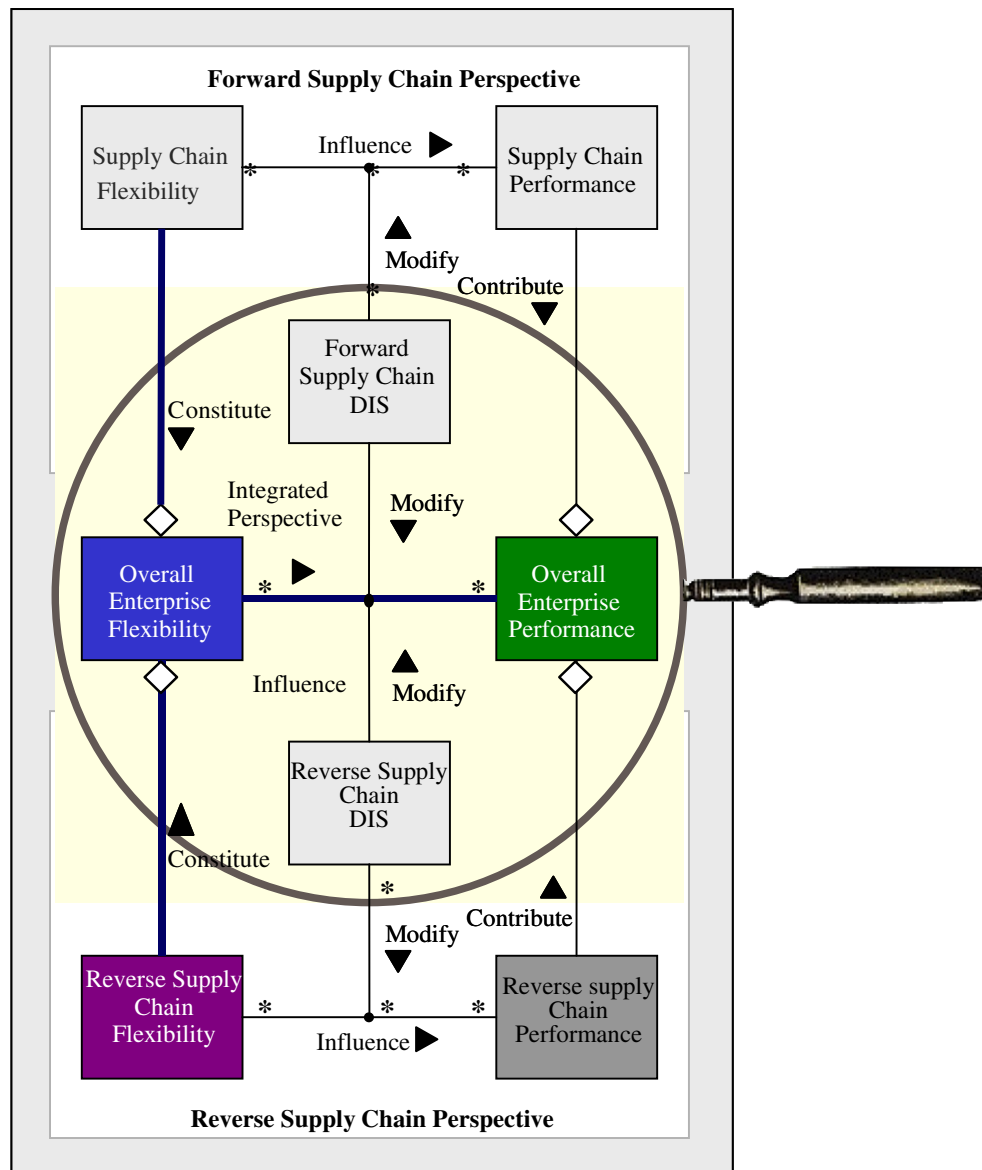 Forward Supply Chain Perspective
Supply Chain
Flexibility
Influence
*
*
*
Supply Chain
Performance
Modify
Contribute
*
Forward
Supply Chain
DIS
Constitute
Integrated
Perspective
Modify
Overall
Enterprise
Flexibility
*
*
Overall
Enterprise
Performance
Influence
Modify
Reverse Supply
Chain
DIS
Constitute
*
Contribute
Modify
Reverse Supply
Chain
Flexibility
*
*
*
Influence
Reverse supply
Chain
Performance
Reverse Supply Chain Perspective